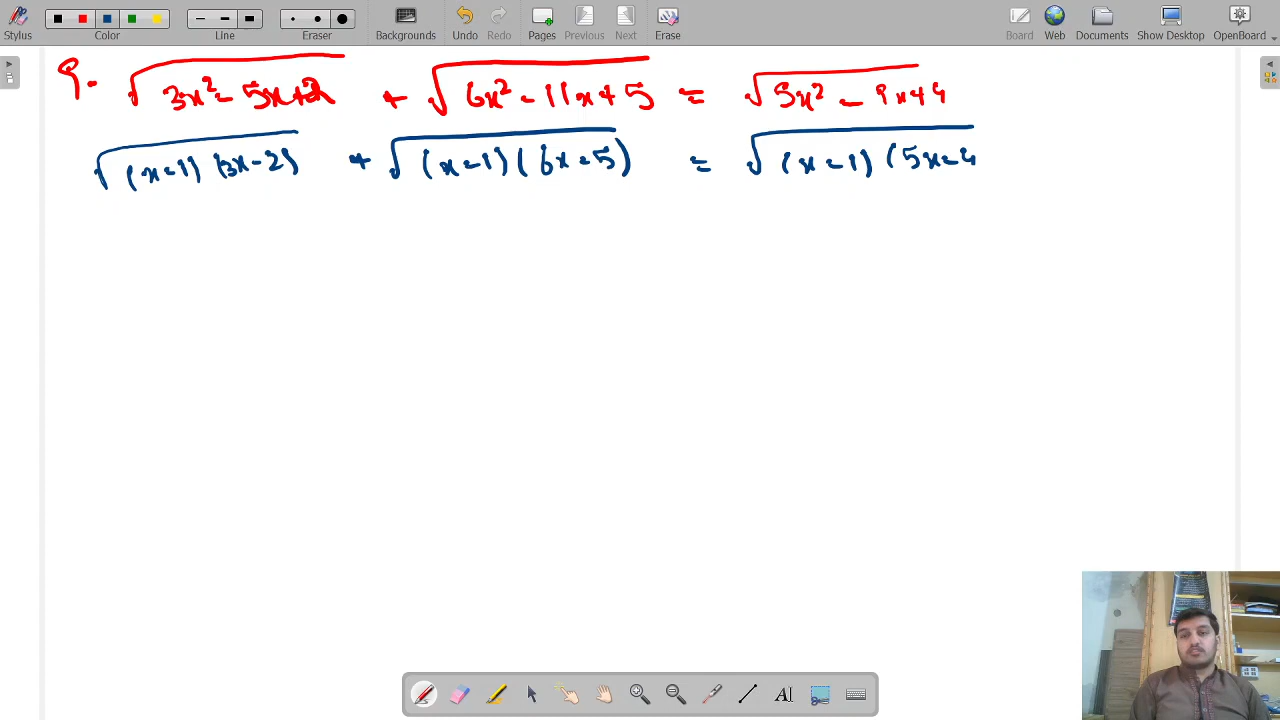 Stylus Color Line Eraser Backgrounds Undo Redo Pages Previous Next Erase Board Web Documents Show Desktop OpenBoard
9. √3x² - 5x + 2 + √6x² - 11x + 5 = √5x² - 9x + 4
√(x-1)(3x-2) + √(x-1)(6x-5) = √(x-1)(5x-4